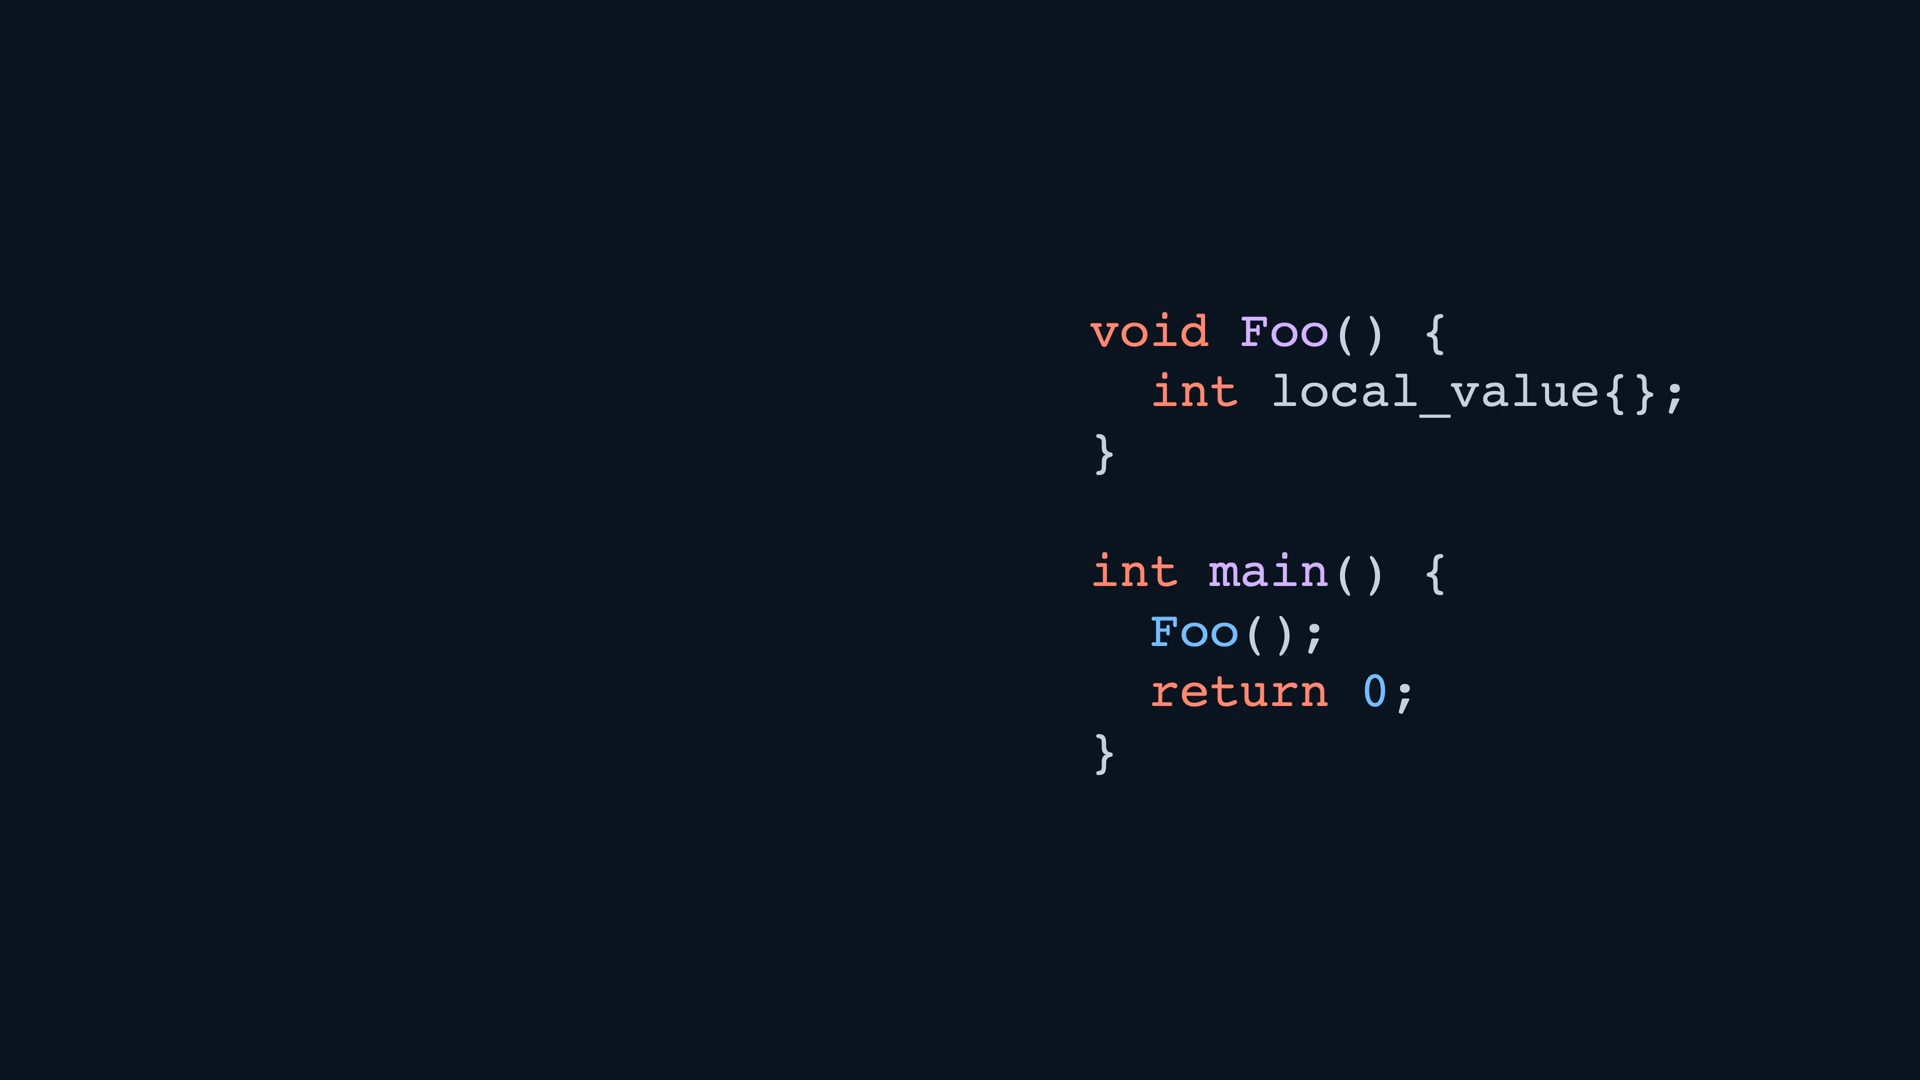 void Foo() {
  int local_value{};
}

int main() {
  Foo();
  return 0;
}